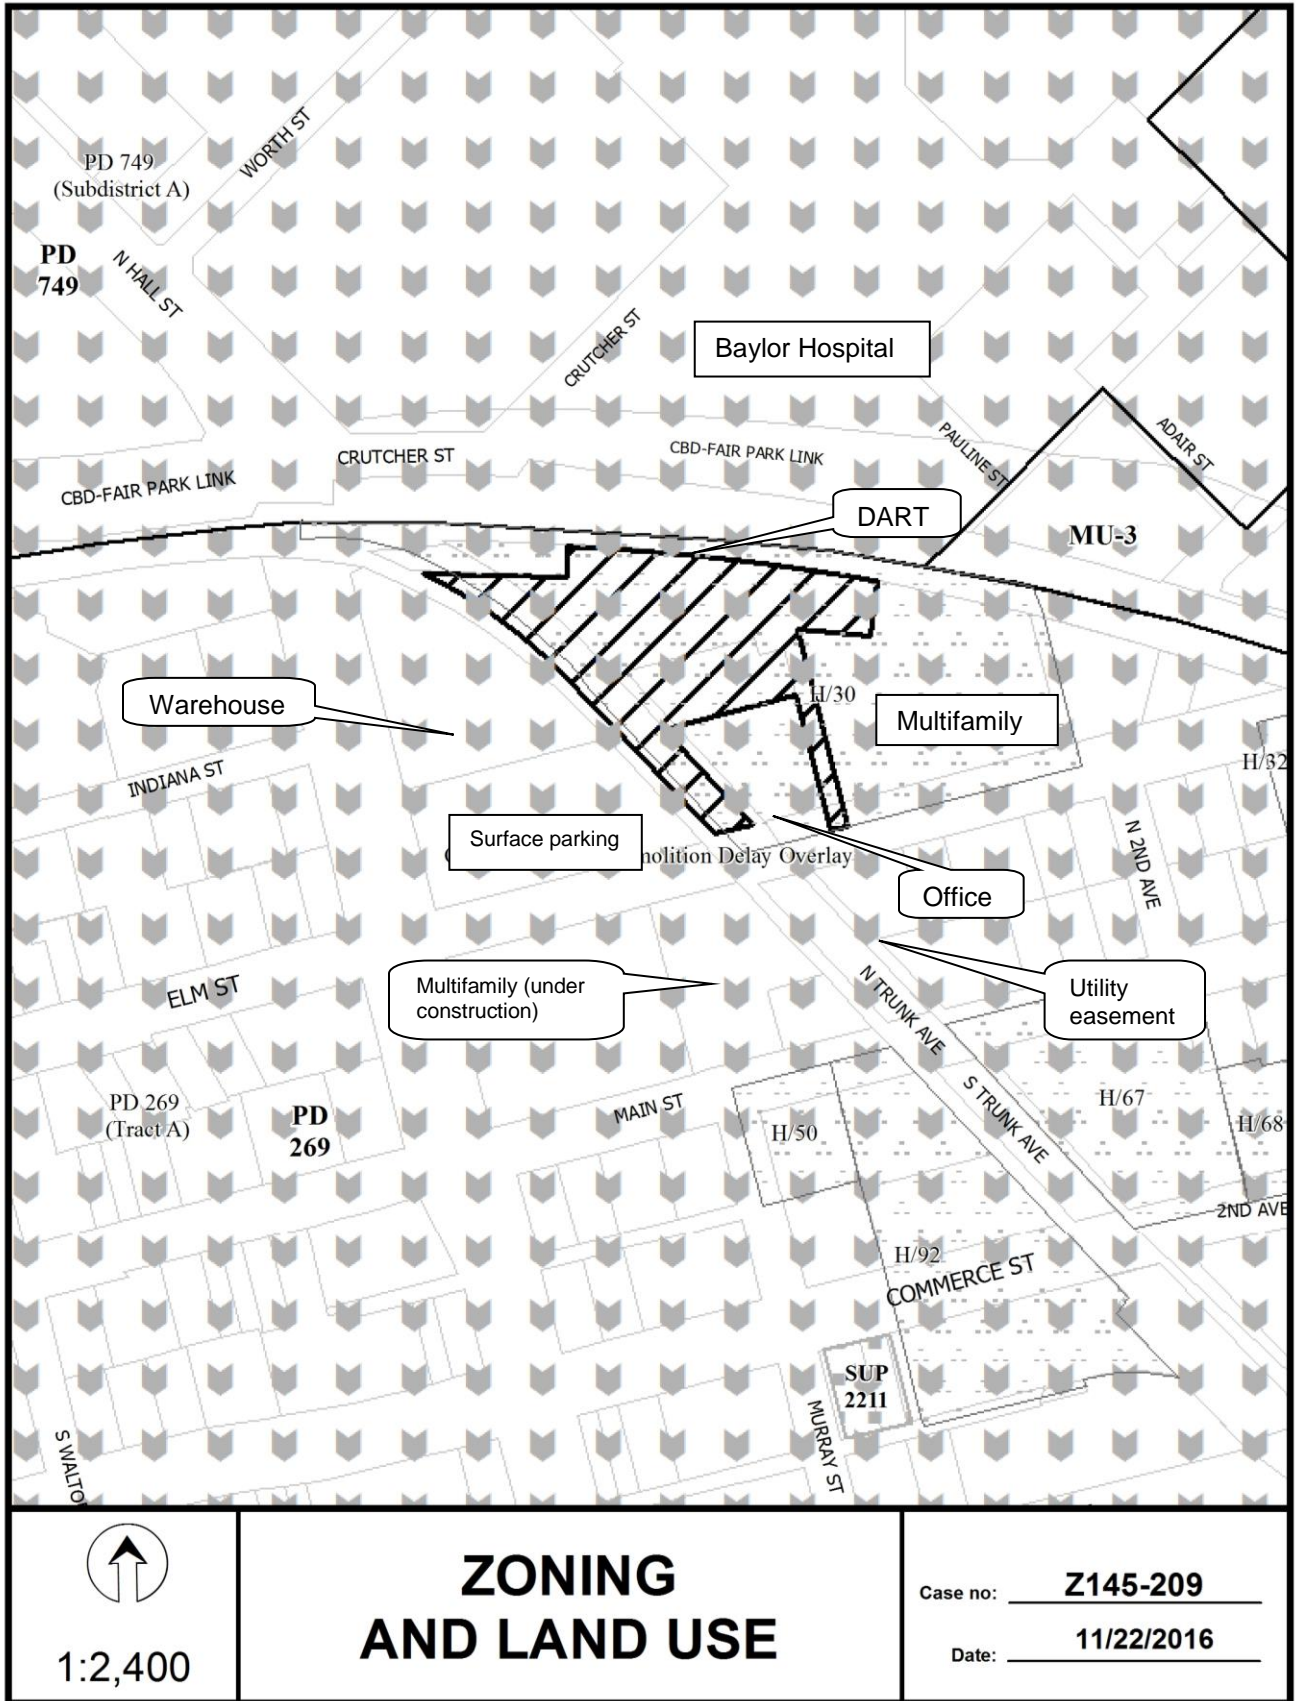 WORTH ST
PD 749
(Subdistrict A)
PD
749
N HALL ST
CRUTCHER ST
Baylor Hospital
ADAIR ST
PAULINE ST
CRUTCHER ST
CBD-FAIR PARK LINK
CBD-FAIR PARK LINK
DART
MU-3
H/30
Warehouse
Multifamily
H/32
INDIANA ST
Surface parking
Delay Overlay
N 2ND AVE
Office
Multifamily (under
construction)
Utility
easement
ELM ST
N TRUNK AVE
PD 269
(Tract A)
PD
269
MAIN ST
H/50
S TRUNK AVE
H/67
H/68
2ND AVE
H/92
COMMERCE ST
SUP
2211
MURRAY ST
S WALTO
1:2,400
ZONING
AND LAND USE
Case no: Z145-209
Date: 11/22/2016